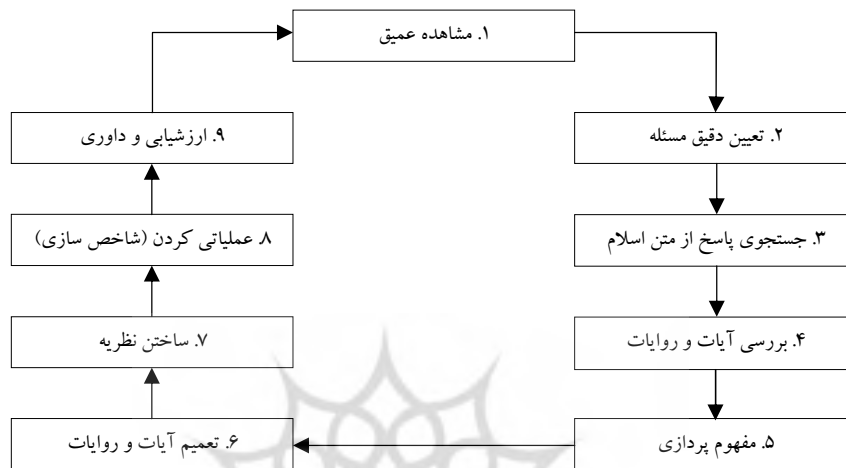 ۱. مشاهده عمیق
۲. تعیین دقیق مسئله
۳. جستجوی پاسخ از متن اسلام
۴. بررسی آیات و روایات
۵. مفهوم پردازی
۶. تعمیم آیات و روایات
۷. ساختن نظریه
۸. عملیاتی کردن (شاخص سازی)
۹. ارزشیابی و داوری